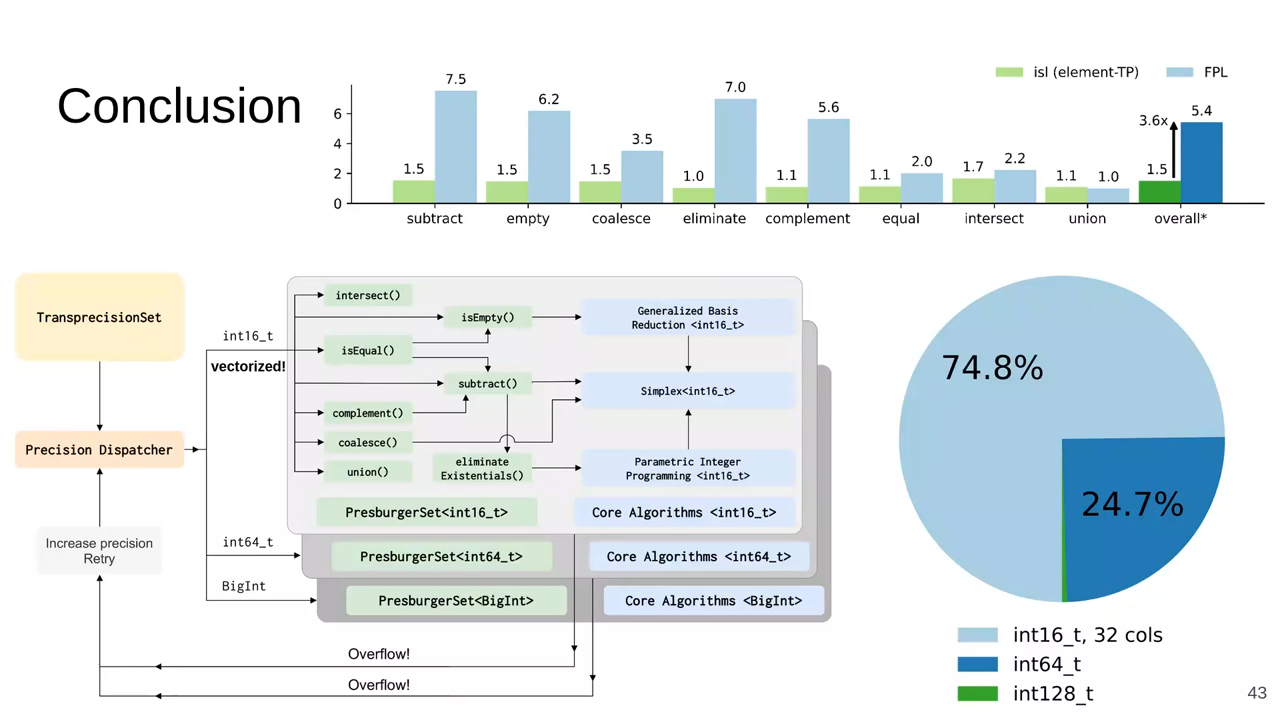 Conclusion
isl (element-TP)
FPL
6
4
2
0
1.5
7.5
1.5
6.2
1.5
3.5
1.0
7.0
1.1
5.6
1.1
2.0
1.7
2.2
1.1
1.0
1.5
3.6x
5.4
subtract
empty
coalesce
eliminate
complement
equal
intersect
union
overall*
TransprecisionSet
Precision Dispatcher
Increase precision
Retry
int16_t
vectorized!
int64_t
BigInt
intersect()
isEmpty()
isEqual()
subtract()
complement()
coalesce()
union()
eliminate
Existentials()
Generalized Basis
Reduction <int16_t>
Simplex<int16_t>
Parametric Integer
Programming <int16_t>
PresburgerSet<int16_t>
Core Algorithms <int16_t>
PresburgerSet<int64_t>
Core Algorithms <int64_t>
PresburgerSet<BigInt>
Core Algorithms <BigInt>
Overflow!
Overflow!
74.8%
24.7%
int16_t, 32 cols
int64_t
int128_t
43